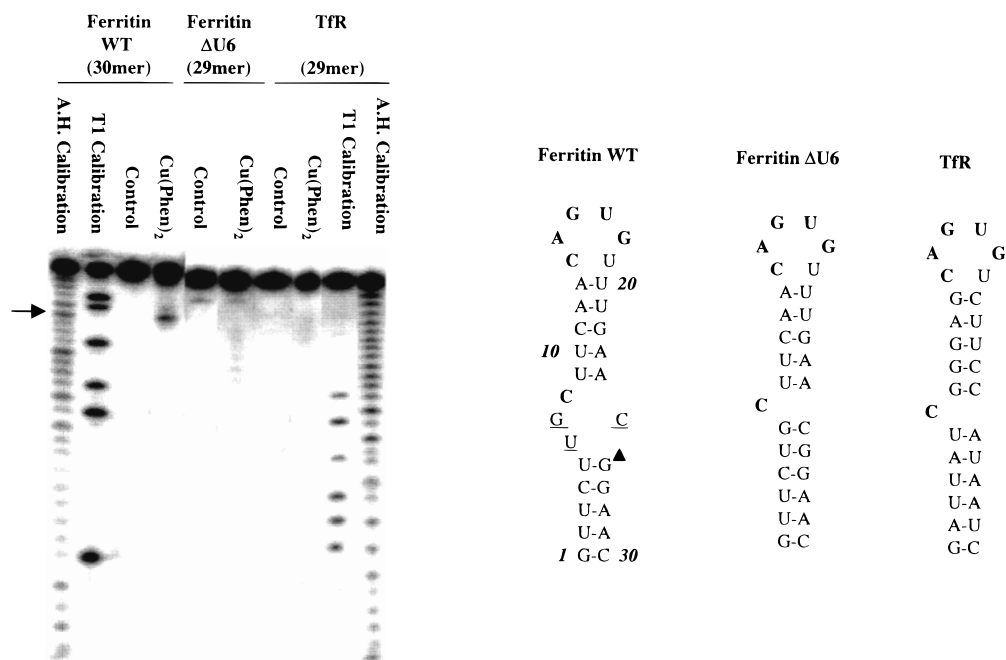 Ferritin WT (30mer)
Ferritin ΔU6 (29mer)
TfR (29mer)
A.H. Calibration
T1 Calibration
Control
Cu(Phen)2
Control
Cu(Phen)2
Control
Cu(Phen)2
T1 Calibration
A.H. Calibration
Ferritin WT
G U
A G
C U
A-U 20
A-U
C-G
10 U-A
U-A
C
G C
U
U-G
C-G
U-A
U-A
1 G-C 30
Ferritin ΔU6
G U
A G
C U
A-U
A-U
C-G
U-A
U-A
C
G-C
U-G
C-G
U-A
U-A
G-C
TfR
G U
A G
C U
G-C
A-U
G-U
G-C
G-C
C
U-A
A-U
U-A
U-A
A-U
G-C